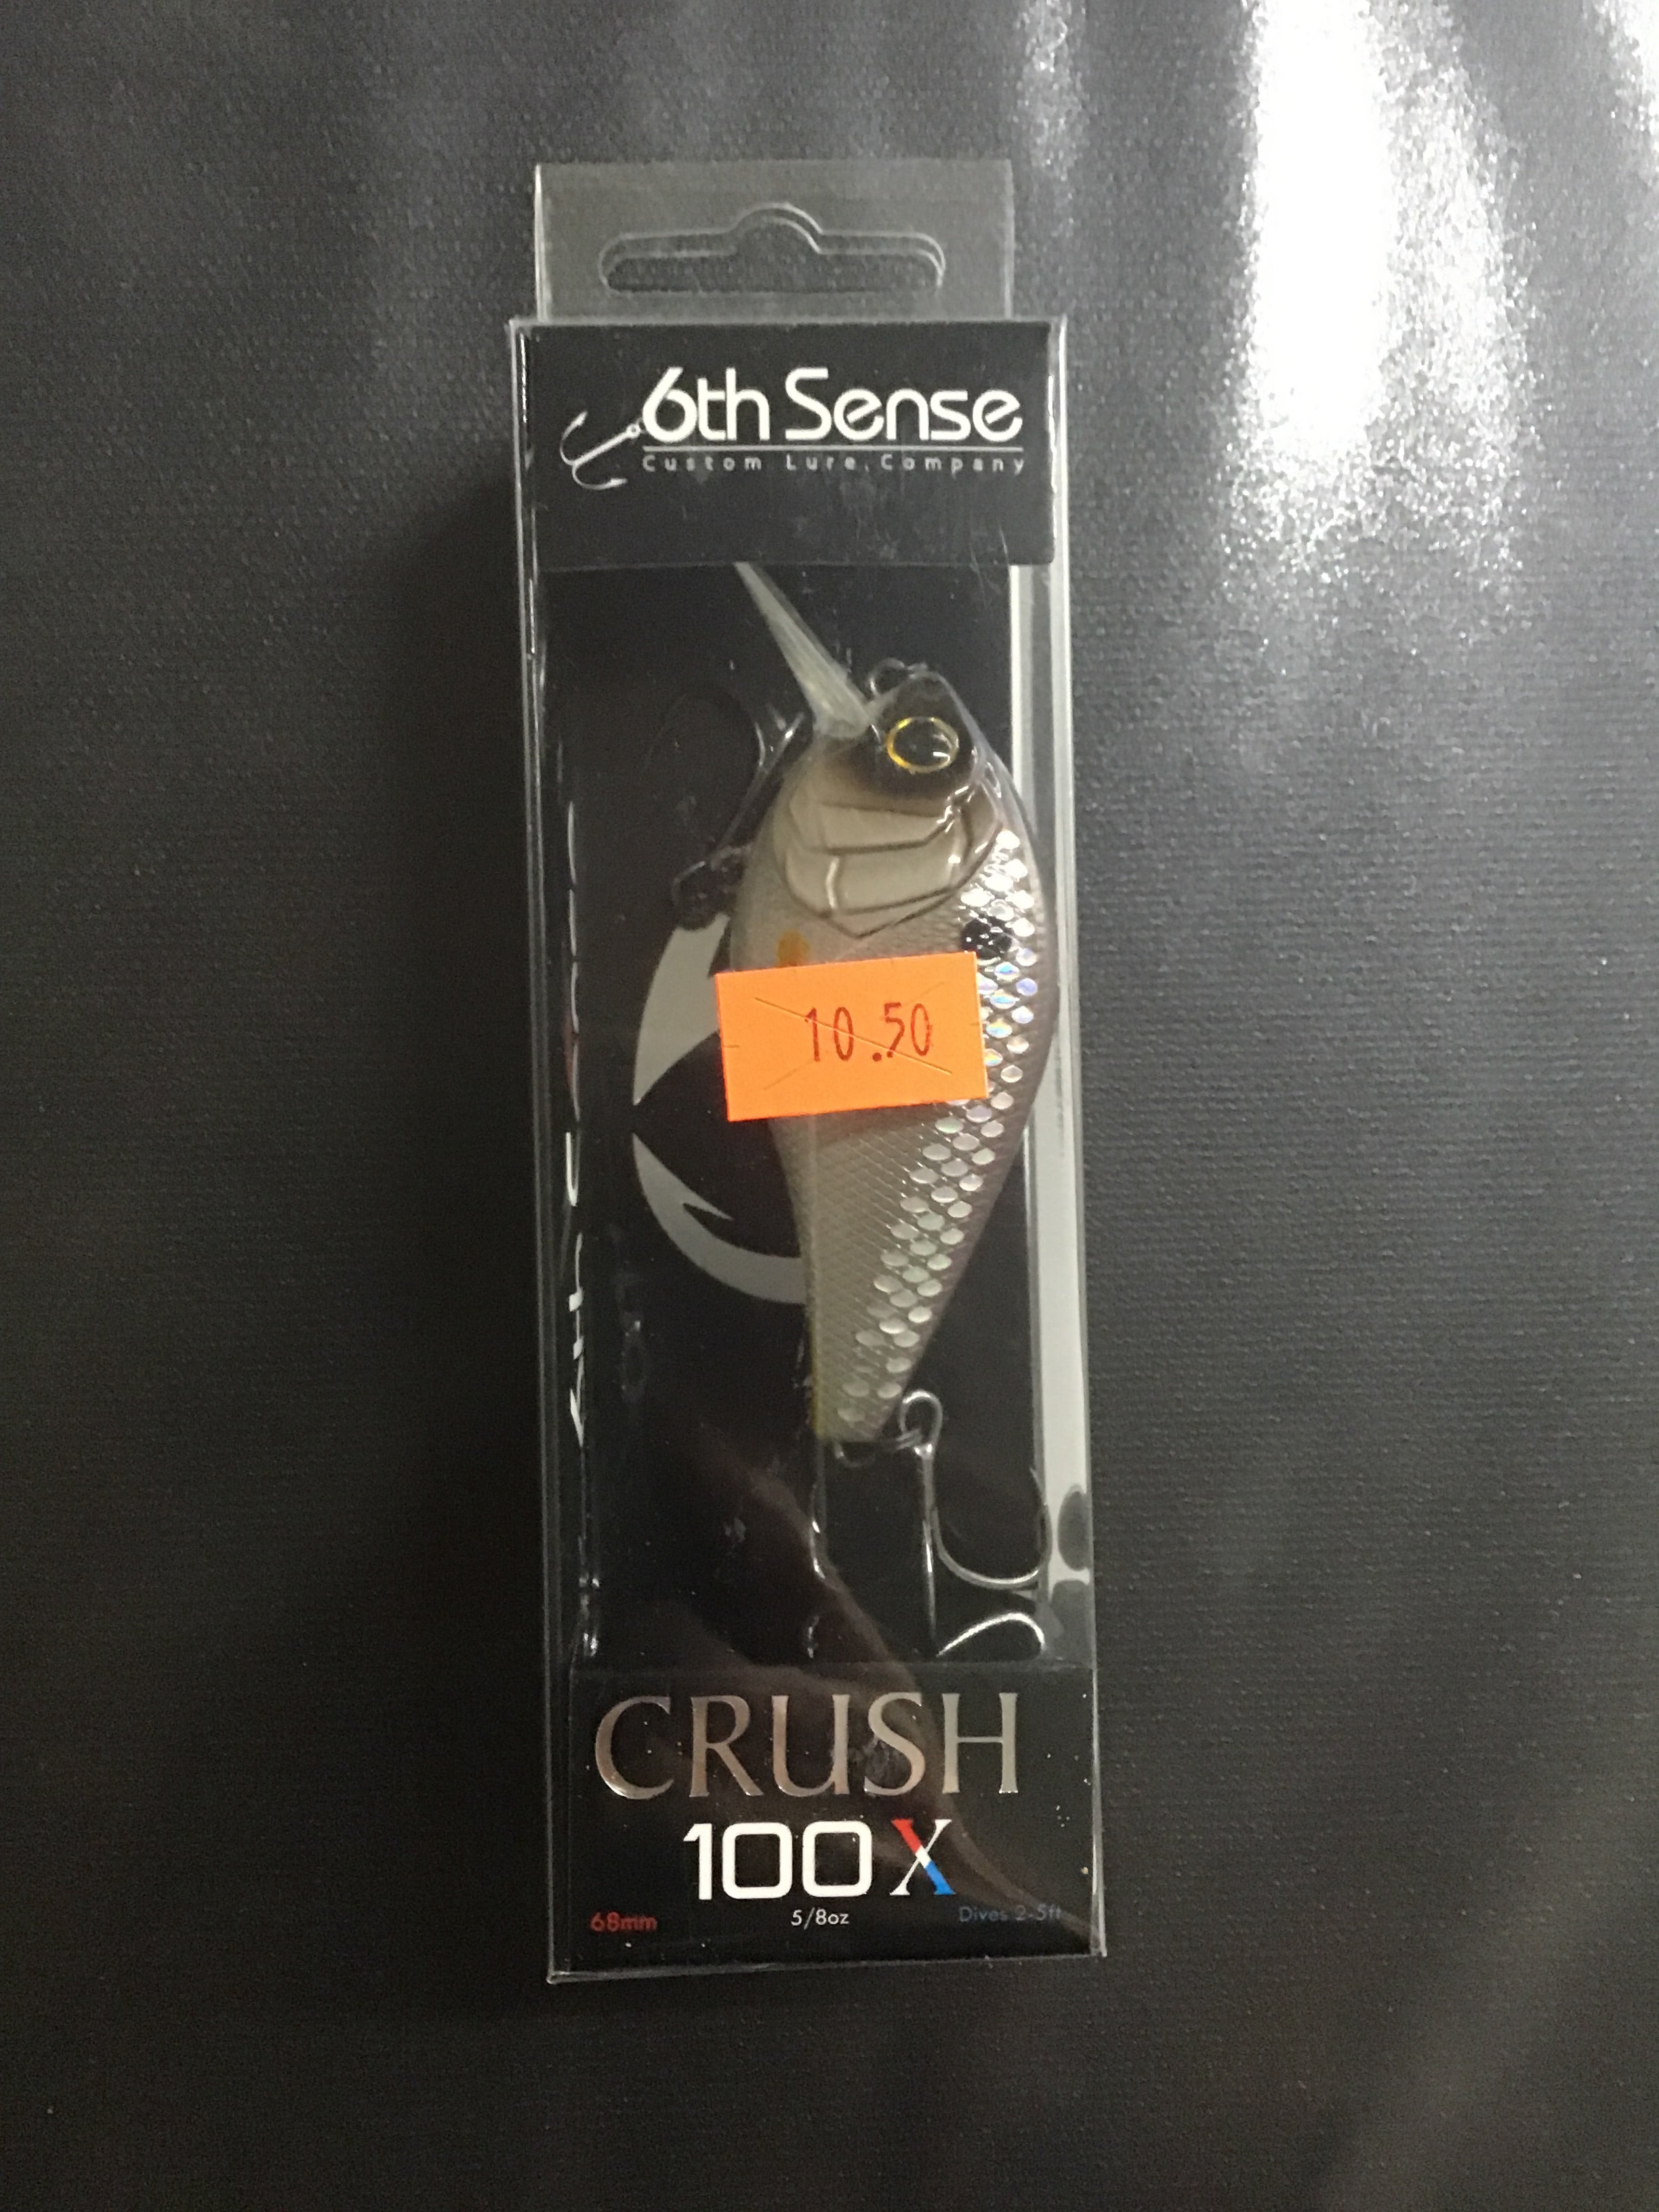 6th Sense
Custom Lure Company
10.50
CRUSH
100X
68mm
5/8oz
Dives 2-5ft